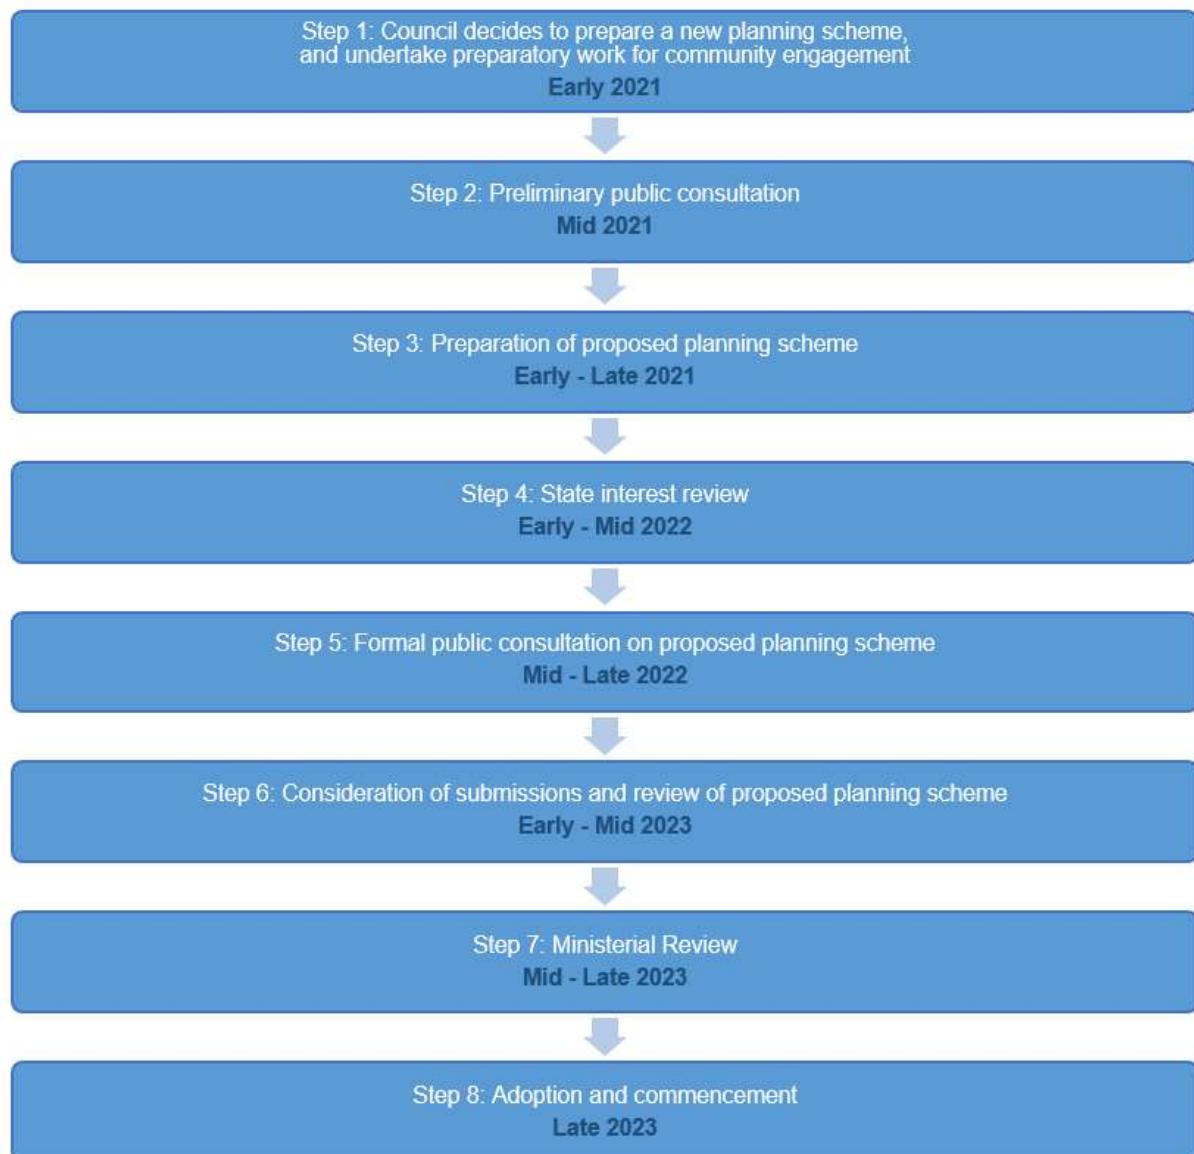 Step 1: Council decides to prepare a new planning scheme,
and undertake preparatory work for community engagement
Early 2021
Step 2: Preliminary public consultation
Mid 2021
Step 3: Preparation of proposed planning scheme
Early - Late 2021
Step 4: State interest review
Early - Mid 2022
Step 5: Formal public consultation on proposed planning scheme
Mid - Late 2022
Step 6: Consideration of submissions and review of proposed planning scheme
Early - Mid 2023
Step 7: Ministerial Review
Mid - Late 2023
Step 8: Adoption and commencement
Late 2023